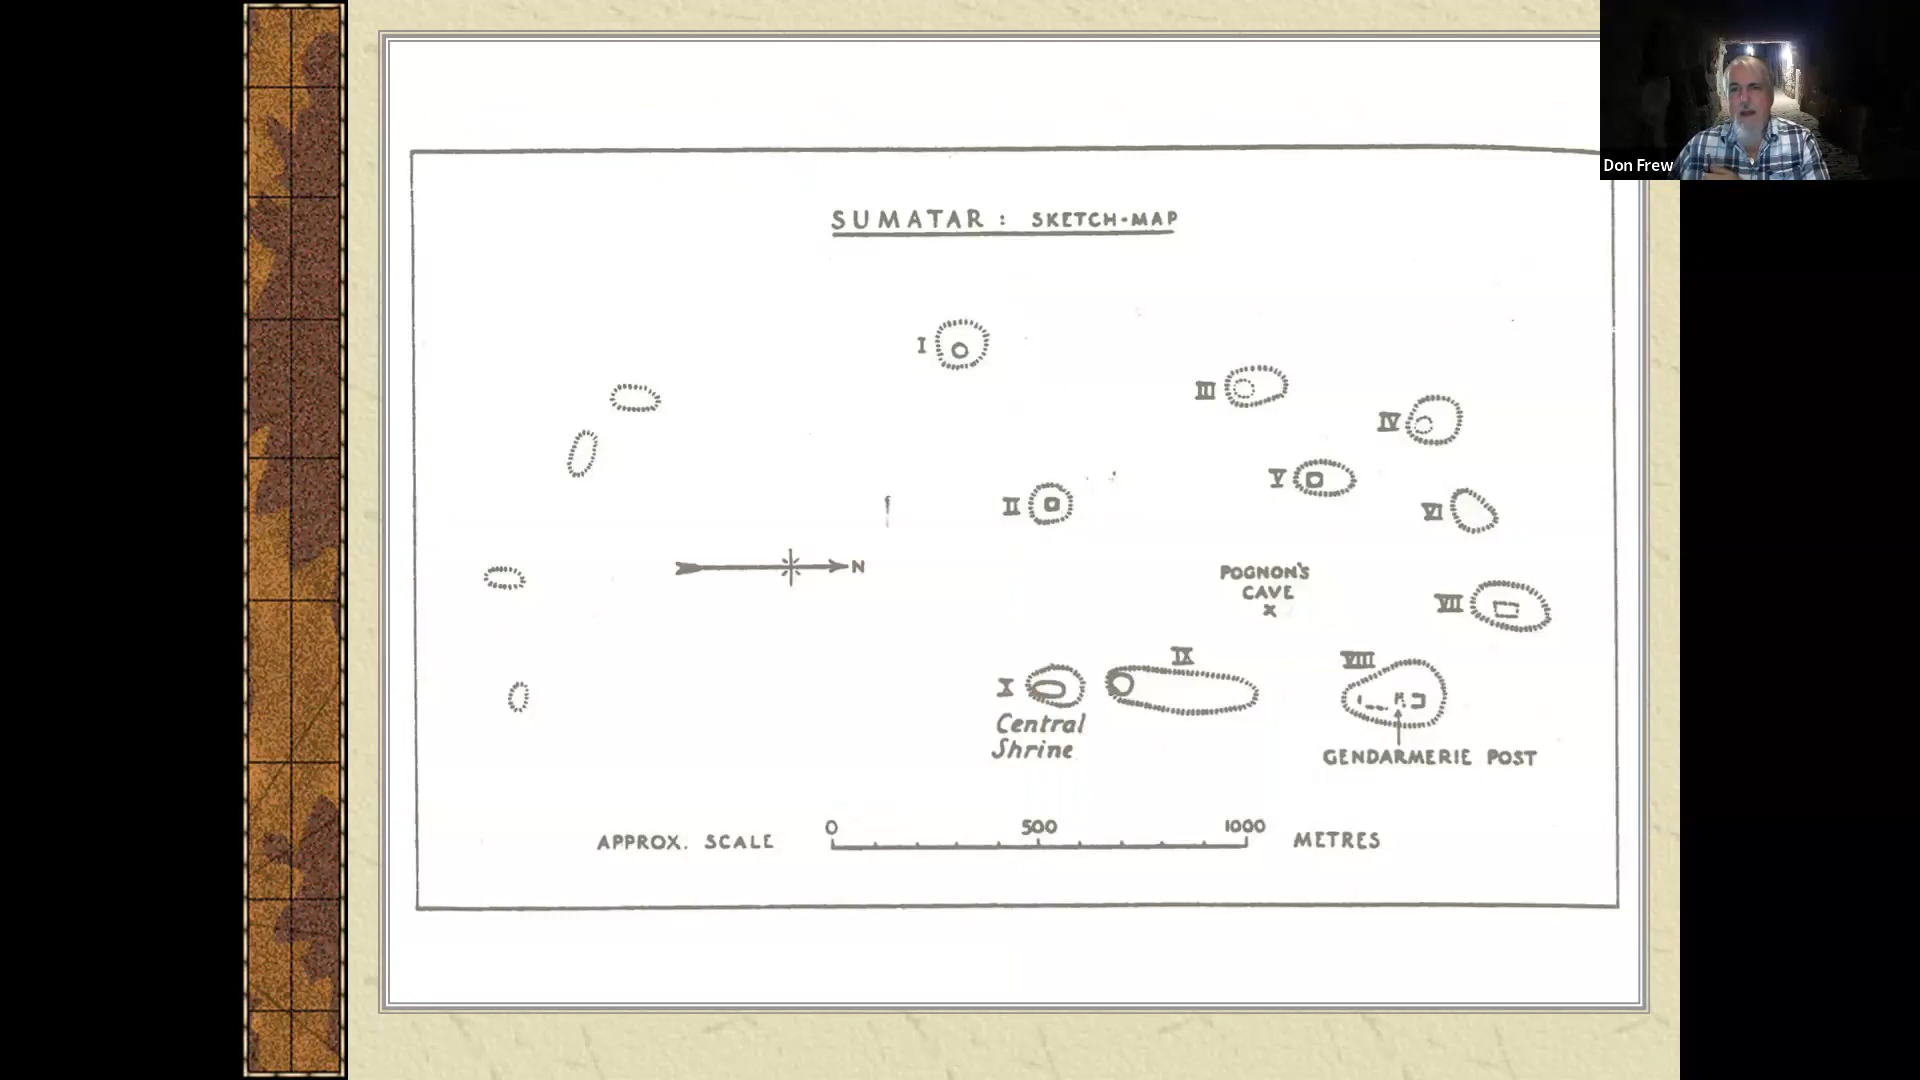 Don Frew
SUMATAR : SKETCH-MAP
I
III
IV
V
II
VI
N
POGNON'S
CAVE
x
VII
IX
VIII
X
Central
Shrine
GENDARMERIE POST
0 500 1000
APPROX. SCALE METRES